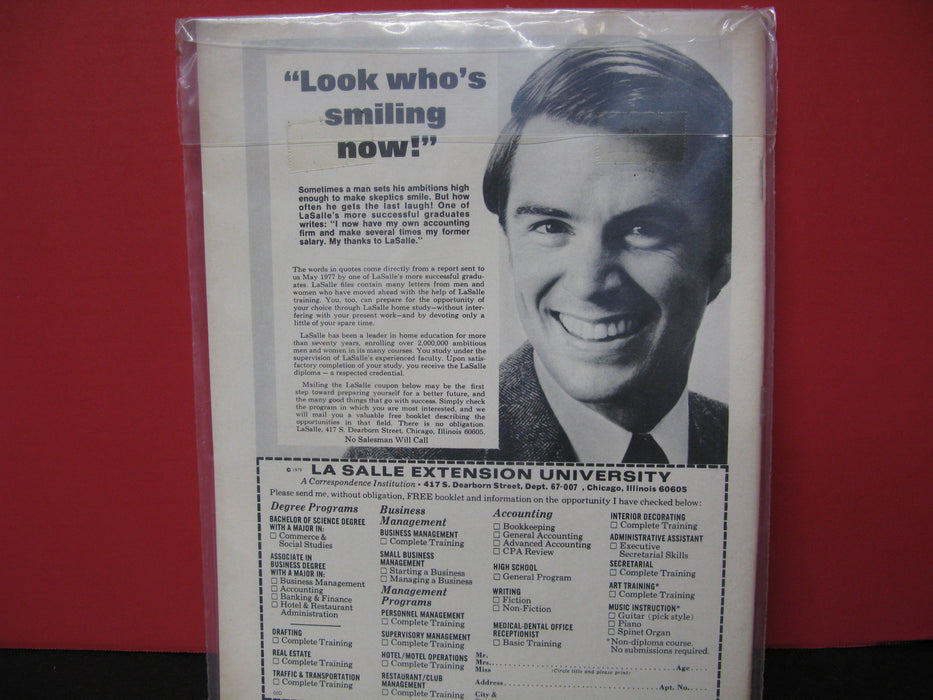 “Look who’s
smiling
now!”
Sometimes a man sets his ambitions high
enough to make skeptics smile. But how
often he gets the last laugh! One of
LaSalle's more successful graduates
writes: "I now have my own accounting
firm and make several times my former
salary. My thanks to LaSalle."
The words in quotes come directly from a report sent to
us May 1977 by one of LaSalle's more successful gradu-
ates. LaSalle files contain many letters from men and
women who have moved ahead with the help of LaSalle
training. You, too, can prepare for the opportunity of
your choice through LaSalle home study—without inter-
fering with your present work—and by devoting only a
little of your spare time.
LaSalle has been a leader in home education for more
than seventy years, enrolling over 2,000,000 ambitious
men and women in its many courses. You study under the
supervision of LaSalle's experienced faculty. Upon satis-
factory completion of your study, you receive the LaSalle
diploma — a respected credential.
Mailing the LaSalle coupon below may be the first
step toward preparing yourself for a better future, and
the many good things that go with success. Simply check
the program in which you are most interested, and we
will mail you a valuable free booklet describing the
opportunities in that field. There is no obligation.
LaSalle, 417 S. Dearborn Street, Chicago, Illinois 60605.
No Salesman Will Call
LA SALLE EXTENSION UNIVERSITY
A Correspondence Institution • 417 S. Dearborn Street, Dept. 67-007 , Chicago, Illinois 60605
Please send me, without obligation, FREE booklet and information on the opportunity I have checked below:
Degree Programs
BACHELOR OF SCIENCE DEGREE
WITH A MAJOR IN:
☐ Commerce &
Social Studies
ASSOCIATE IN
BUSINESS DEGREE
WITH A MAJOR IN:
☐ Business Management
☐ Accounting
☐ Banking & Finance
☐ Hotel & Restaurant
Administration
DRAFTING
☐ Complete Training
REAL ESTATE
☐ Complete Training
TRAFFIC & TRANSPORTATION
☐ Complete Training
Business
Management
BUSINESS MANAGEMENT
☐ Complete Training
SMALL BUSINESS
MANAGEMENT
☐ Starting a Business
☐ Managing a Business
Management
Programs
PERSONNEL MANAGEMENT
☐ Complete Training
SUPERVISORY MANAGEMENT
☐ Complete Training
HOTEL/MOTEL OPERATIONS
☐ Complete Training
RESTAURANT/CLUB
MANAGEMENT
☐ Complete Training
Accounting
☐ Bookkeeping
☐ General Accounting
☐ Advanced Accounting
☐ CPA Review
HIGH SCHOOL
☐ General Program
WRITING
☐ Fiction
☐ Non-Fiction
MEDICAL-DENTAL OFFICE
RECEPTIONIST
☐ Basic Training
INTERIOR DECORATING
☐ Complete Training
ADMINISTRATIVE ASSISTANT
☐ Executive
Secretarial Skills
SECRETARIAL
☐ Complete Training
ART TRAINING*
☐ Complete Training
MUSIC INSTRUCTION*
☐ Guitar (pick style)
☐ Piano
☐ Spinet Organ
*Non-diploma course.
No submissions required.
Mr.
Mrs. Age
Miss (Circle title and please print)
Address Apt. No.
City &